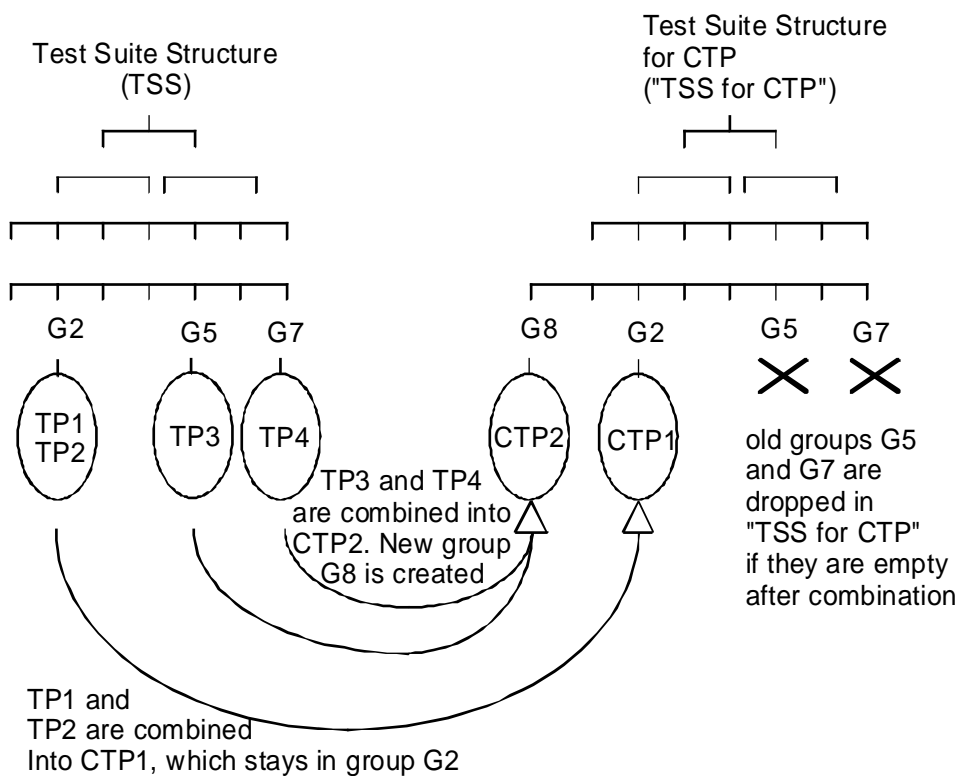 Test Suite Structure
(TSS)
Test Suite Structure
for CTP
("TSS for CTP")
G2
G5
G7
G8
G2
G5
G7
TP1
TP2
TP3
TP4
CTP2
CTP1
TP3 and TP4
are combined into
CTP2. New group
G8 is created
old groups G5
and G7 are
dropped in
"TSS for CTP"
if they are empty
after combination
TP1 and
TP2 are combined
Into CTP1, which stays in group G2